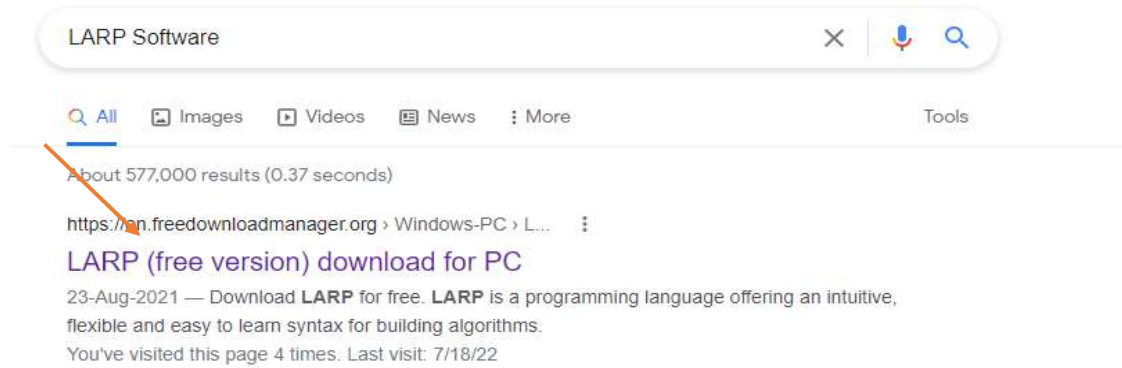 LARP Software
All Images Videos News More Tools
About 577,000 results (0.37 seconds)
https://en.freedownloadmanager.org › Windows-PC › L...
LARP (free version) download for PC
23-Aug-2021 — Download LARP for free. LARP is a programming language offering an intuitive,
flexible and easy to learn syntax for building algorithms.
You've visited this page 4 times. Last visit: 7/18/22